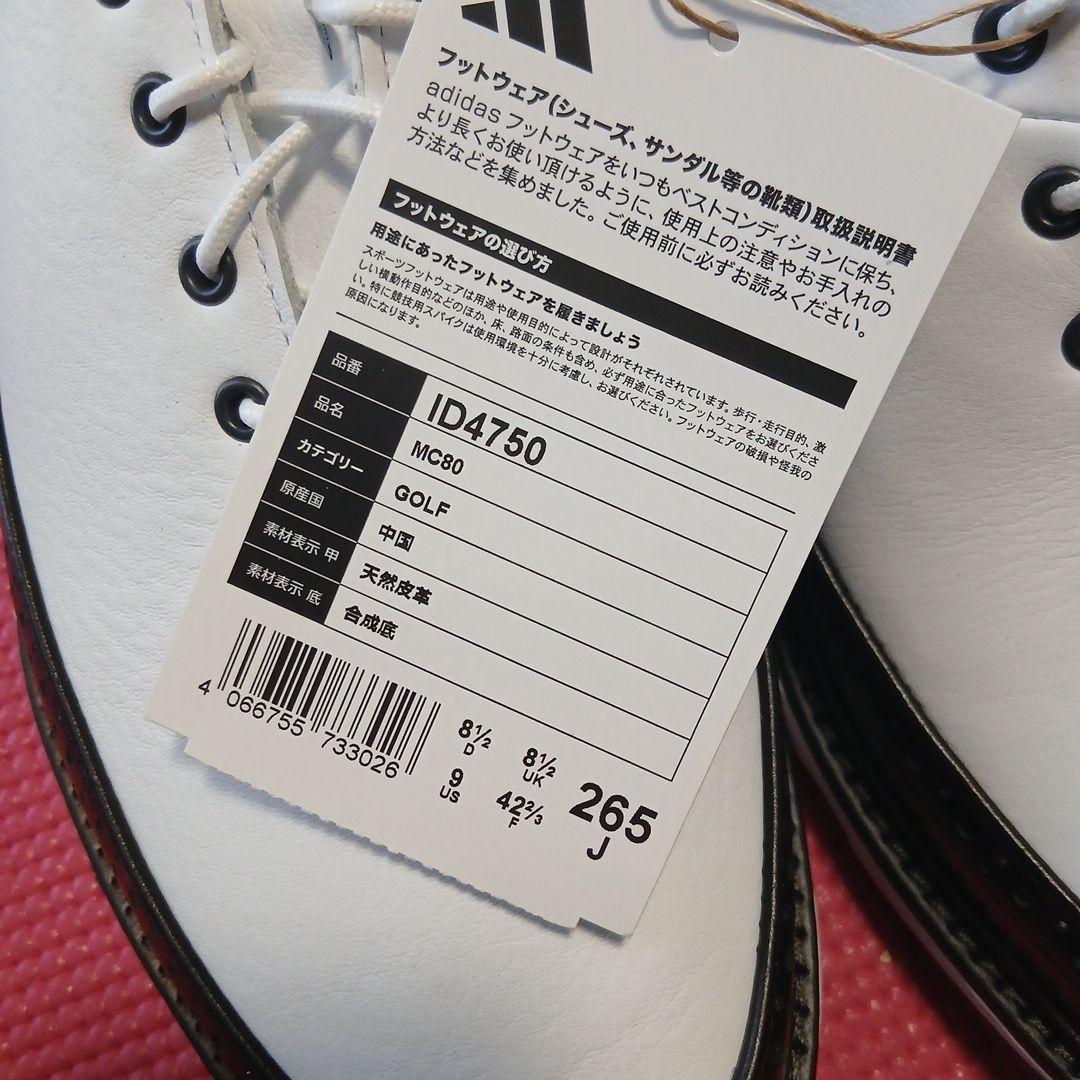 フットウェア(シューズ、サンダル等の靴類)取扱説明書
adidas フットウェアをいつもベストコンディションに保ち、
より長くお使い頂けるように、使用上の注意やお手入れの
方法などを集めました。ご使用前に必ずお読みください。
フットウェアの選び方
用途にあったフットウェアを履きましょう
スポーツフットウェアは用途や使用目的によって設計がそれぞれされています。歩行・走行目的、激
しい横動作目的などのほか、床、路面の条件も含め、必ず用途に合ったフットウェアをお選びくださ
い。特に競技用スパイクは使用環境を十分に考慮し、お選びください。フットウェアの破損や怪我の
原因になります。
品番 ID4750
品名 MC80
カテゴリー GOLF
原産国 中国
素材表示 甲 天然皮革
素材表示 底 合成底
4 066755 733026
8½ D 8½ UK
9 US 42⅔ F
265 J